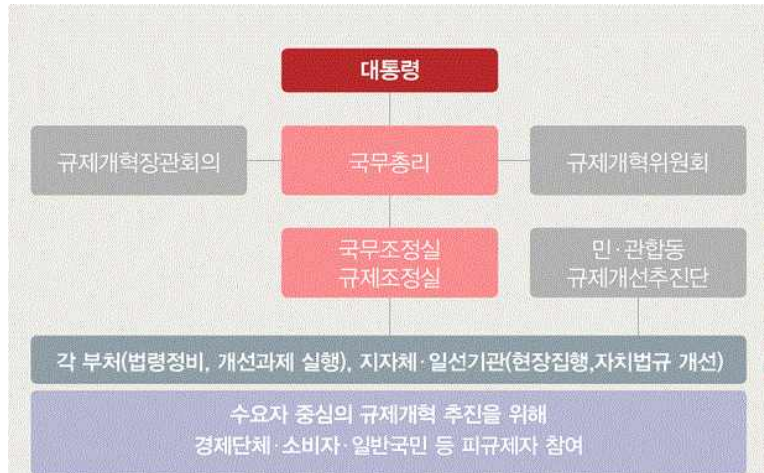 대통령
규제개혁장관회의
국무총리
규제개혁위원회
국무조정실
규제조정실
민·관합동
규제개선추진단
각 부처(법령정비, 개선과제 실행), 지자체·일선기관(현장집행,자치법규 개선)
수요자 중심의 규제개혁 추진을 위해
경제단체·소비자·일반국민 등 피규제자 참여